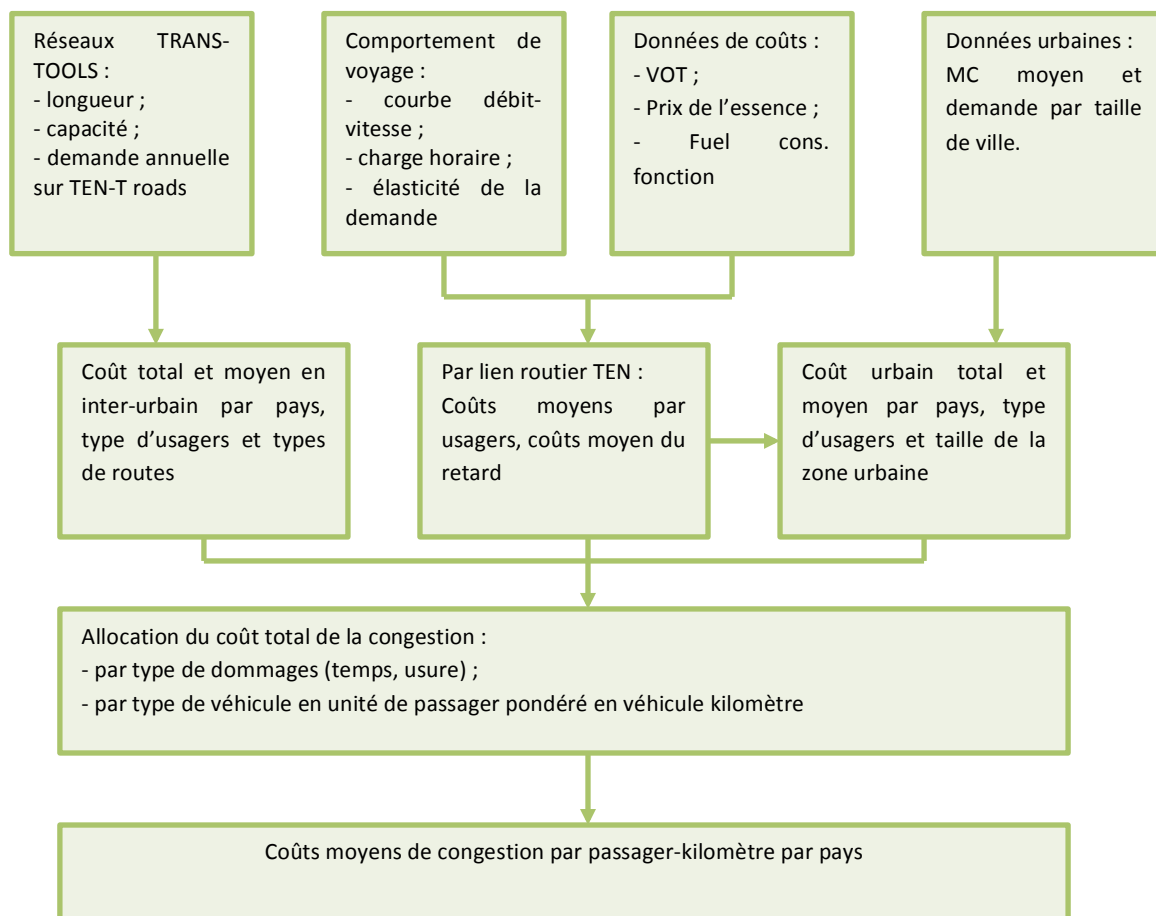 Réseaux TRANS-
TOOLS :
- longueur ;
- capacité ;
- demande annuelle
sur TEN-T roads
Comportement de
voyage :
- courbe débit-
vitesse ;
- charge horaire ;
- élasticité de la
demande
Données de coûts :
- VOT ;
- Prix de l’essence ;
- Fuel cons.
fonction
Données urbaines :
MC moyen et
demande par taille
de ville.
Coût total et moyen en
inter-urbain par pays,
type d’usagers et types
de routes
Par lien routier TEN :
Coûts moyens par
usagers, coûts moyen du
retard
Coût urbain total et
moyen par pays, type
d’usagers et taille de la
zone urbaine
Allocation du coût total de la congestion :
- par type de dommages (temps, usure) ;
- par type de véhicule en unité de passager pondéré en véhicule kilomètre
Coûts moyens de congestion par passager-kilomètre par pays